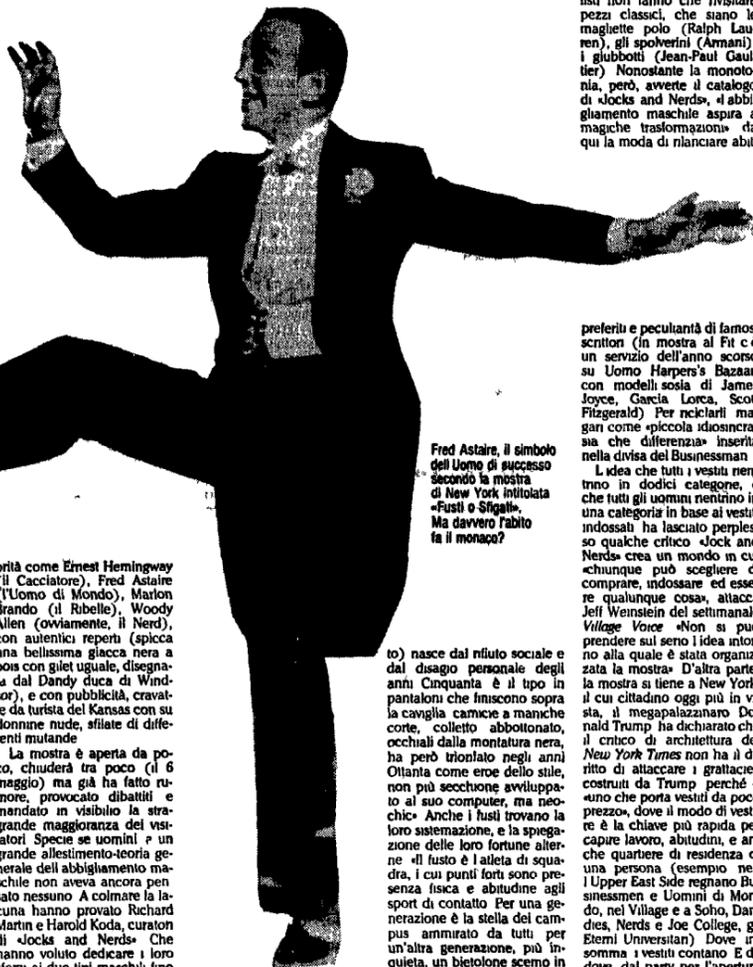 pezzi classici, che siano le
magliette polo (Ralph Lau
ren), gli spolverini (Armani)
i giubbotti (Jean-Paul Gaul
tier) Nonostante la monoto-
nia, però, avverte il catalogo
di «Jocks and Nerds», «l abbi
gliamento maschile aspira a
magiche trasformazioni» da
qui la moda di rilanciare abit
preferiti e peculiarità di famos
scrittori (in mostra al Fit c e
un servizio dell'anno scorso
su Uomo Harpers's Bazaar
con modelli sosia di Jame
Joyce, Garcia Lorca, Scot
Fitzgerald) Per riciclarli ma
gari come «piccola idiosincra
sia che differenzia» inserita
nella divisa del Businessman
L idea che tutti i vestiti rien
trino in dodici categorie, e
che tutti gli uomini rientrino in
una categoria in base ai vestiti
indossati ha lasciato perples
so qualche critico «Jock and
Nerds» crea un mondo in cu
«chiunque può scegliere d
comprare, indossare ed esse
re qualunque cosa», attacca
Jeff Weinstein del settimanale
Village Voice «Non si può
prendere sul seno l idea intor
no alla quale è stata organiz
zata la mostra» D'altra parte
la mostra si tiene a New York
il cui cittadino oggi più in vi
sta, il megapalazzinaro Do
nald Trump ha dichiarato che
il critico di architettura de
New York Times non ha il di
ritto di attaccare i grattacie
costruiti da Trump perché è
«uno che porta vestiti da poco
prezzo», dove il modo di vesti
re è la chiave più rapida pe
capire lavoro, abitudini, e an
che quartiere di residenza d
una persona (esempio ne
l Upper East Side regnano Bu
sinessmen e Uomini di Mon
do, nel Village e a Soho, Dan
dies, Nerds e Joe College, g
Eterni Universitari) Dove in
somma i vestiti contano E d
Fred Astaire, il simbolo
dell'Uomo di successo
secondo la mostra
di New York intitolata
«Fusti o Sfigati».
Ma davvero l'abito
fa il monaco?
orità come Ernest Hemingway
il Cacciatore), Fred Astaire
l'Uomo di Mondo), Marlon
Brando (il Ribelle), Woody
Allen (ovviamente, il Nerd),
con autentici reperti (spicca
una bellissima giacca nera a
pois con gilet uguale, disegna-
ta dal Dandy duca di Wind-
sor), e con pubblicità, cravat-
te da turista del Kansas con su
donnine nude, sfilate di diffe-
renti mutande
La mostra è aperta da po-
co, chiuderà tra poco (il 6
maggio) ma già ha fatto ru-
more, provocato dibattiti e
mandato in visibilio la stra-
grande maggioranza dei visi-
tatori Specie se uomini e un
grande allestimento-teoria ge-
nerale dell abbigliamento ma-
schile non aveva ancora pen
sato nessuno A colmare la la-
cuna hanno provato Richard
Martin e Harold Koda, curatori
di «Jocks and Nerds» Che
hanno voluto dedicare i loro
to) nasce dal rifiuto sociale e
dal disagio personale degli
anni Cinquanta è il tipo in
pantaloni che finiscono sopra
la caviglia camicie a maniche
corte, colletto abbottonato,
occhiali dalla montatura nera,
ha però trionfato negli anni
Ottanta come eroe dello stile,
non più secchione avviluppa-
to al suo computer, ma neo-
chic» Anche i fusti trovano la
loro sistemazione, e la spiega-
zione delle loro fortune alter-
ne «Il fusto è l atleta di squa-
dra, i cui punti forti sono pre-
senza fisica e abitudine agli
sport di contatto Per una ge-
nerazione è la stella dei cam-
pus ammirato da tutti per
un'altra generazione, più in-
quieta, un bietolone scemo in